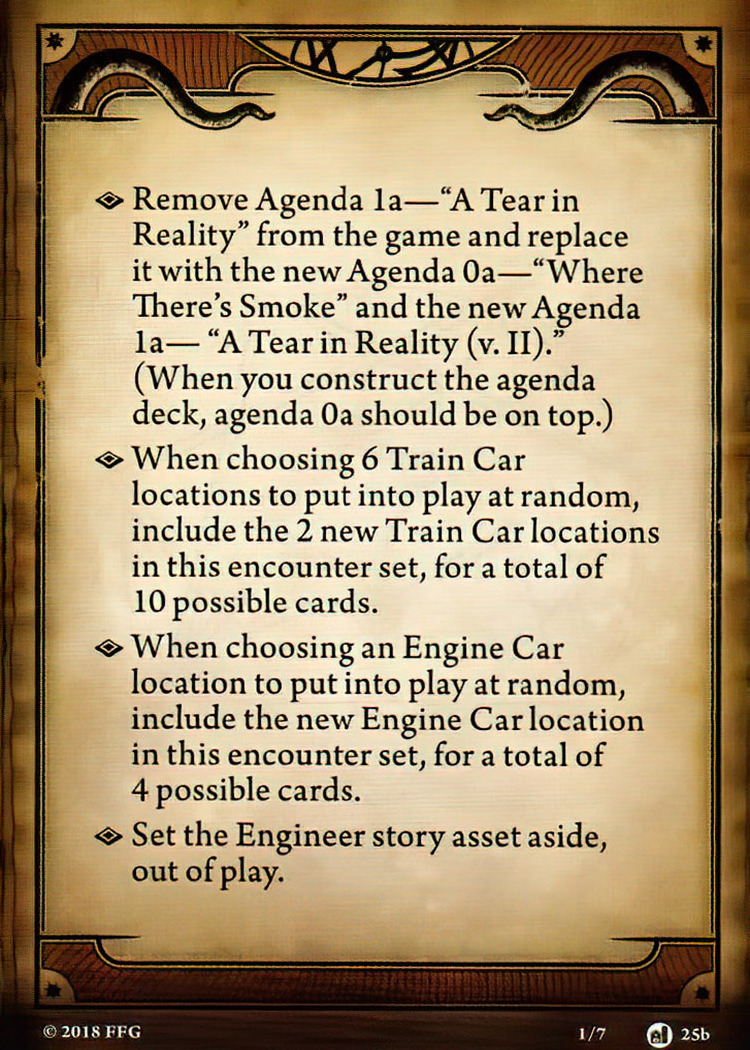 Remove Agenda 1a—“A Tear in
Reality” from the game and replace
it with the new Agenda 0a—“Where
There’s Smoke” and the new Agenda
1a— “A Tear in Reality (v. II).”
(When you construct the agenda
deck, agenda 0a should be on top.)
When choosing 6 Train Car
locations to put into play at random,
include the 2 new Train Car locations
in this encounter set, for a total of
10 possible cards.
When choosing an Engine Car
location to put into play at random,
include the new Engine Car location
in this encounter set, for a total of
4 possible cards.
Set the Engineer story asset aside,
out of play.
© 2018 FFG 1/7 25b